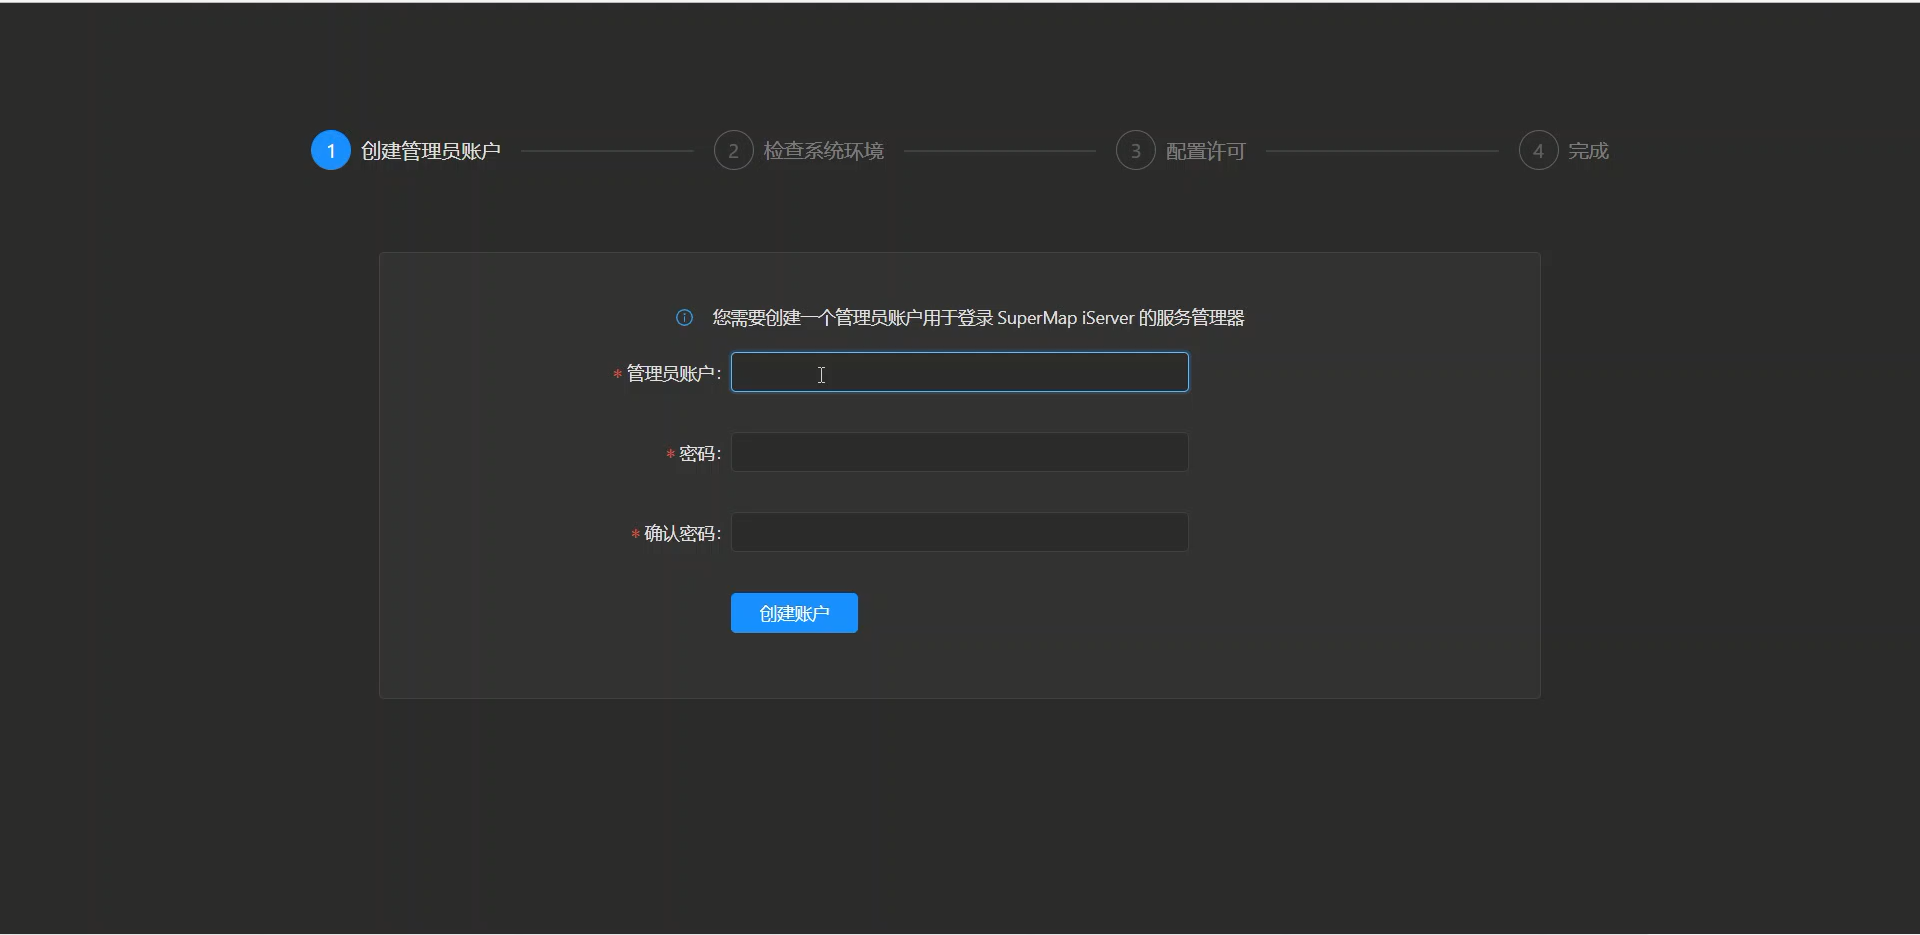 1 创建管理员账户 2 检查系统环境 3 配置许可 4 完成
您需要创建一个管理员账户用于登录 SuperMap iServer 的服务管理器
* 管理员账户:
* 密码:
* 确认密码:
创建账户